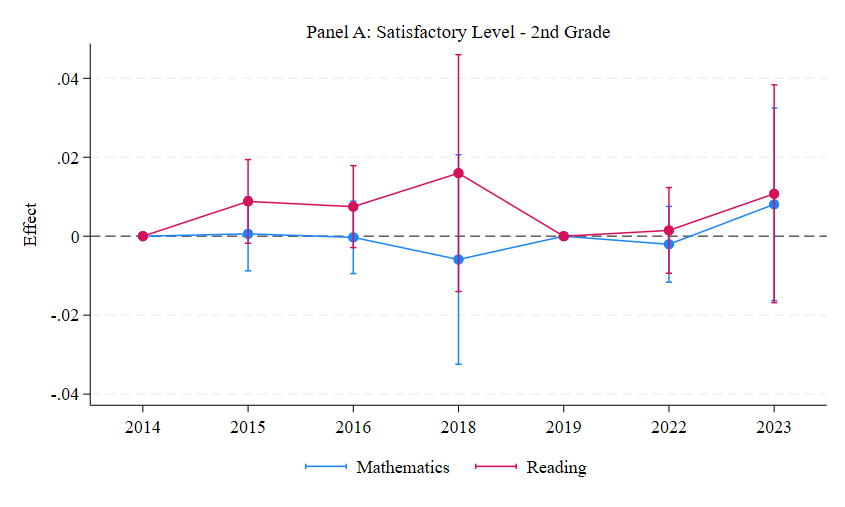 Panel A: Satisfactory Level - 2nd Grade
Effect
.04
.02
0
-.02
-.04
2014 2015 2016 2018 2019 2022 2023
Mathematics Reading